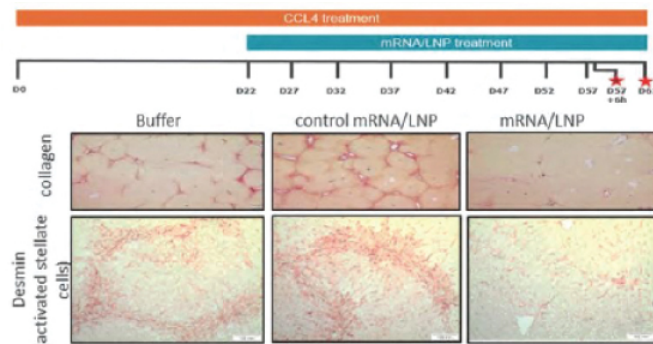 CCL4 treatment
mRNA/LNP treatment
D0 D22 D27 D32 D37 D42 D47 D52 D57 D57 D6
+6h
Buffer control mRNA/LNP mRNA/LNP
collagen
Desmin
activated stellate
cells)